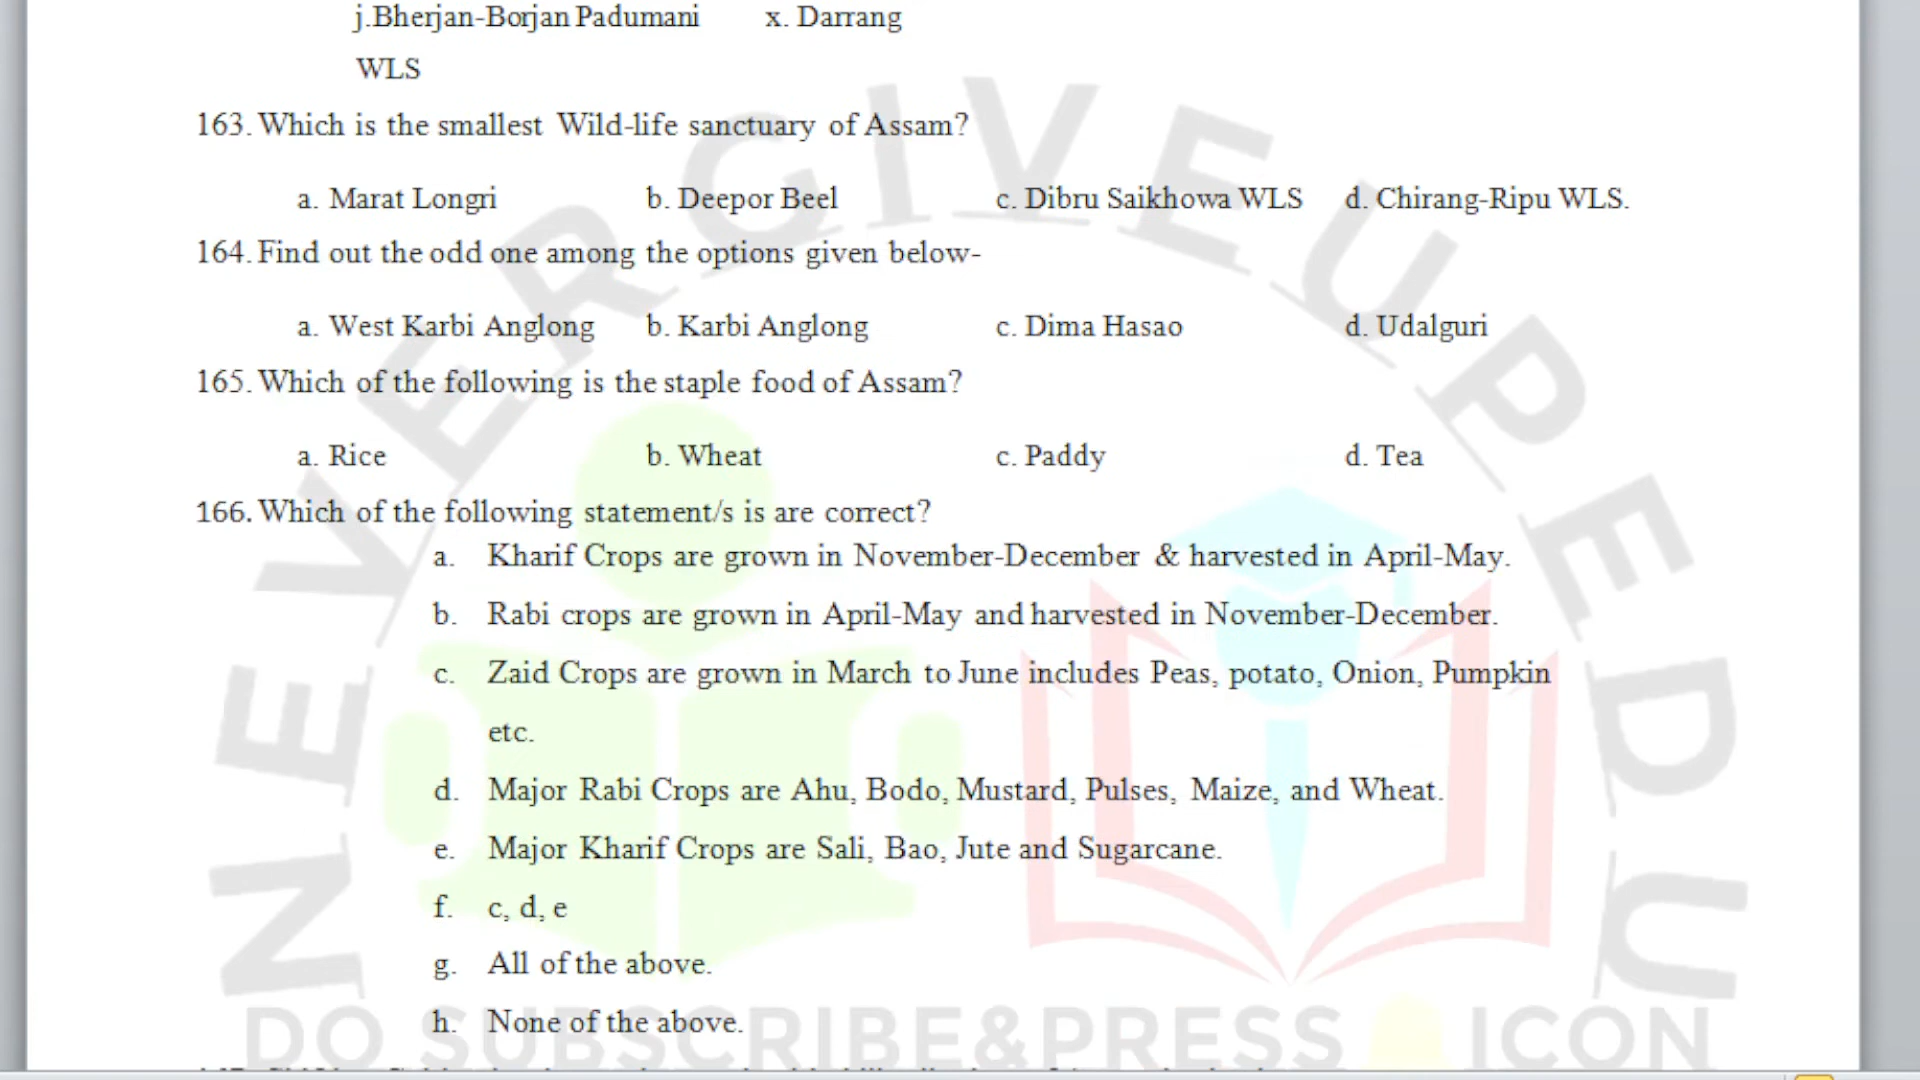 j.Bherjan-Borjan Padumani x. Darrang
WLS
163. Which is the smallest Wild-life sanctuary of Assam?
a. Marat Longri b. Deepor Beel c. Dibru Saikhowa WLS d. Chirang-Ripu WLS.
164. Find out the odd one among the options given below-
a. West Karbi Anglong b. Karbi Anglong c. Dima Hasao d. Udalguri
165. Which of the following is the staple food of Assam?
a. Rice b. Wheat c. Paddy d. Tea
166. Which of the following statement/s is are correct?
a. Kharif Crops are grown in November-December & harvested in April-May.
b. Rabi crops are grown in April-May and harvested in November-December.
c. Zaid Crops are grown in March to June includes Peas, potato, Onion, Pumpkin
etc.
d. Major Rabi Crops are Ahu, Bodo, Mustard, Pulses, Maize, and Wheat.
e. Major Kharif Crops are Sali, Bao, Jute and Sugarcane.
f. c, d, e
g. All of the above.
h. None of the above.
NEVER GIVE UP EDU
DO SUBSCRIBE&PRESS ICON